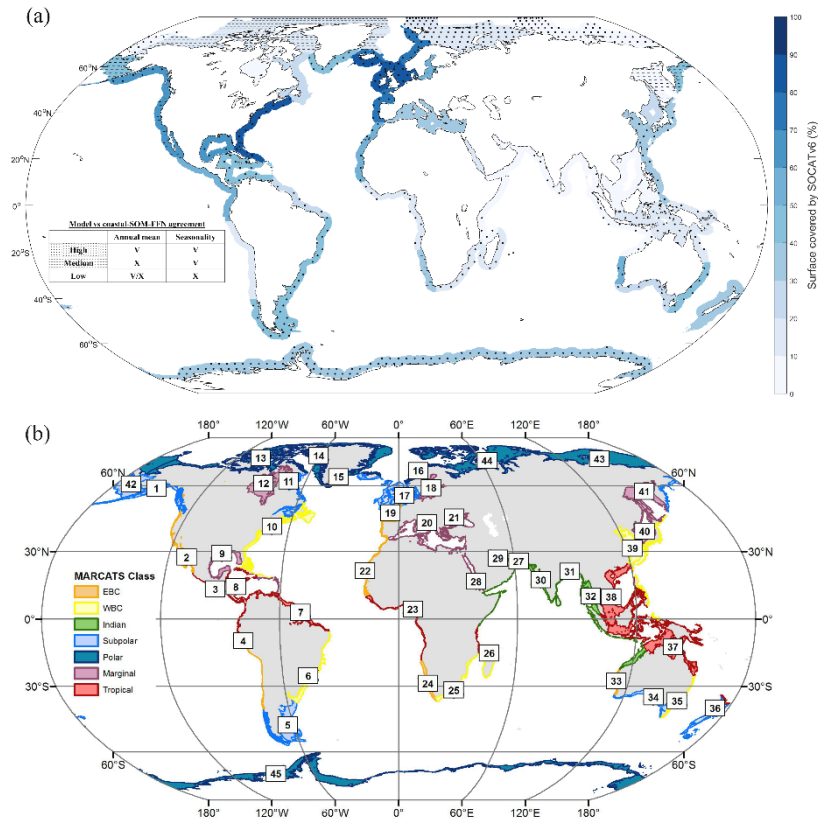 (a)
60°N
40°N
20°N
0°
20°S
40°S
60°S
Model vs coastal-SOM-FFN agreement
Annual mean Seasonality
High V V
Medium X V
Low V/X X
100
90
80
70
60
50
40
30
20
10
0
Surface covered by SOCATv6 (%)
(b)
180° 120°W 0° 60°E 180°
60°N
30°N
0°
30°S
60°S
60°N
30°N
0°
30°S
60°S
13 14 16 44 43
42 1 12 11 15 17 18 41
10 19 20 21 40
2 9 22 28 29 27 30 31 39
3 8 7 23 32 38
4 6 24 25 26 33 37
5 34 35 36
45
MARCATS Class
EBC
WBC
Indian
Subpolar
Polar
Marginal
Tropical
180° 120°W 60°W 0° 60°E 120°E 180°